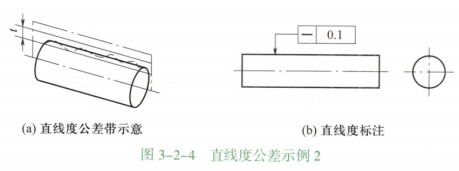 t
— 0.1
(a) 直线度公差带示意
(b) 直线度标注
图 3-2-4 直线度公差示例 2